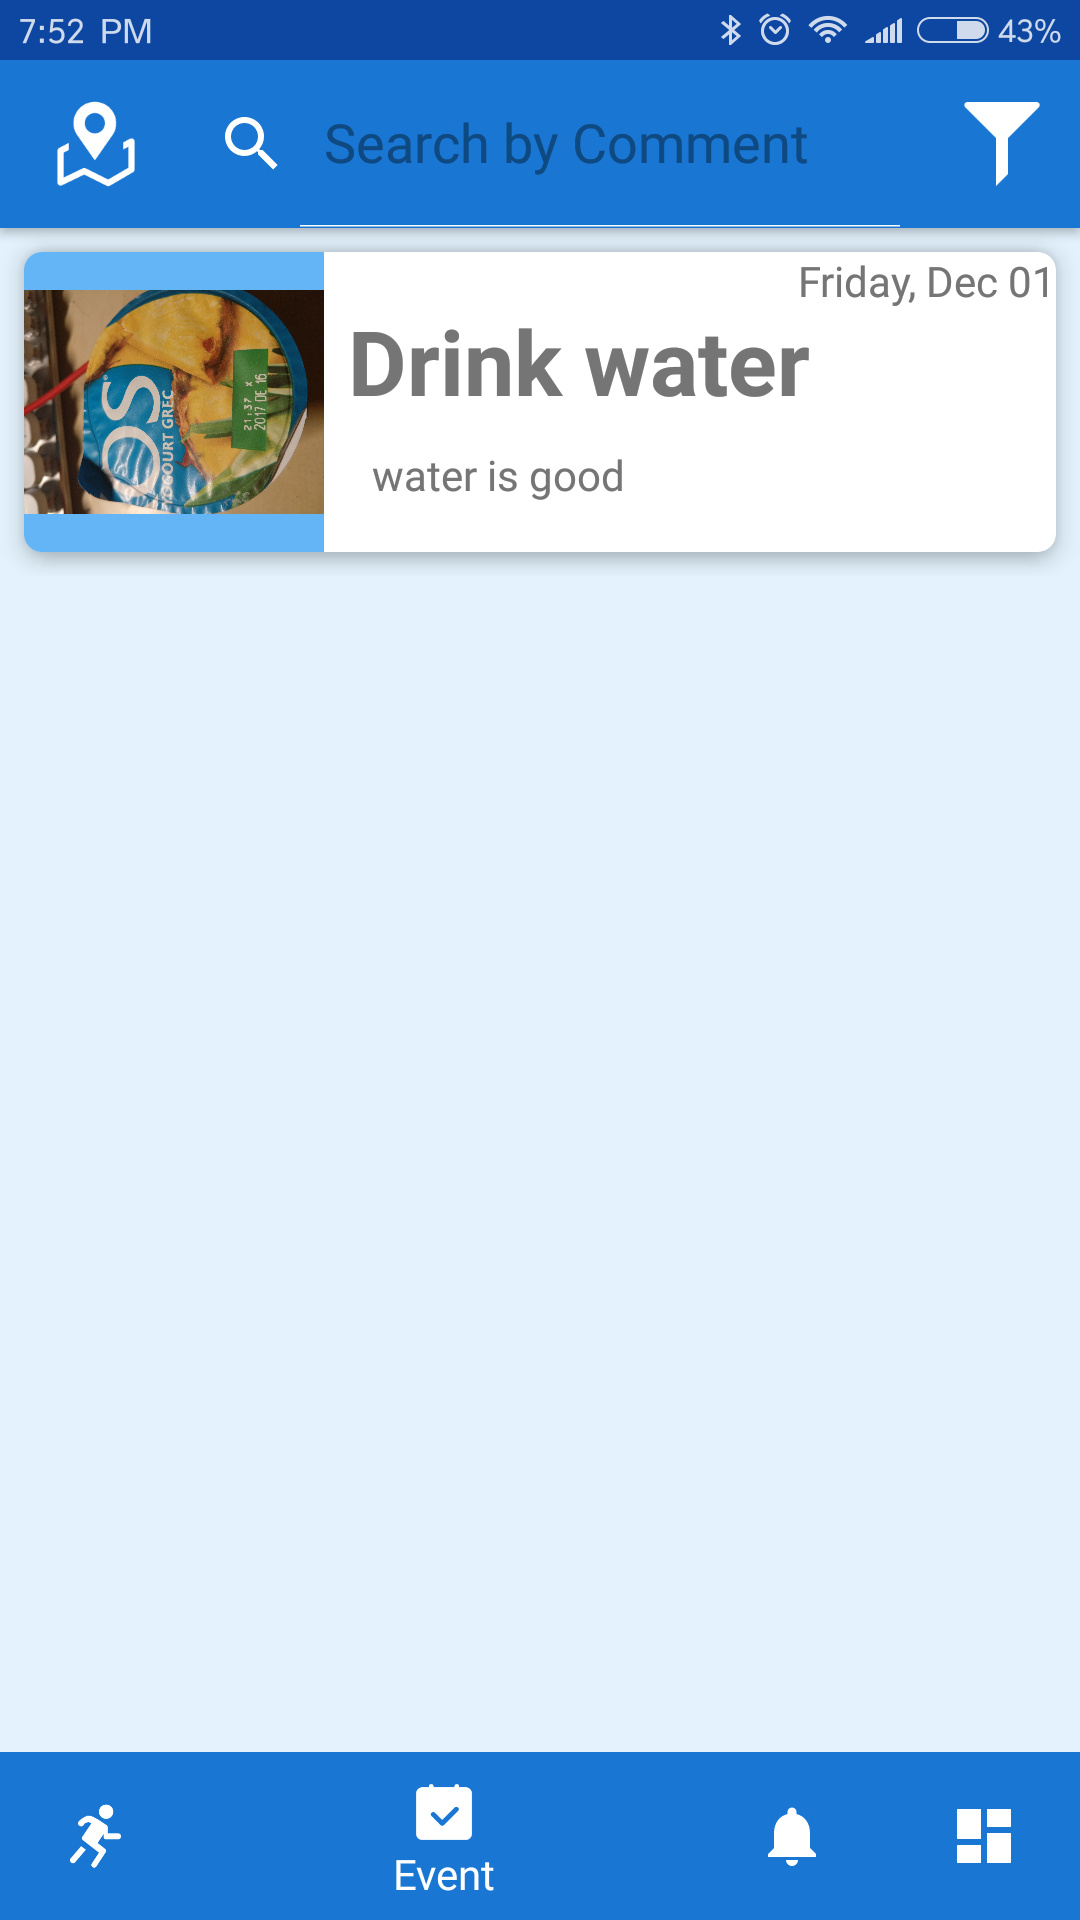 7:52 PM
43%
Search by Comment
Friday, Dec 01
Drink water
OS
YOGOURT GREC
21:37 x
2017 DE 16
water is good
Event